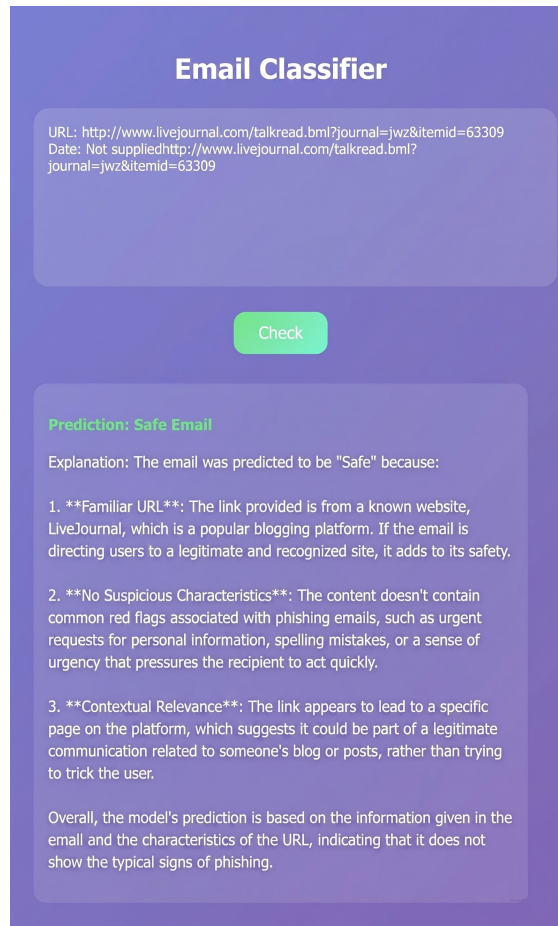 Email Classifier
URL: http://www.livejournal.com/talkread.bml?journal=jwz&itemid=63309
Date: Not suppliedhttp://www.livejournal.com/talkread.bml?
journal=jwz&itemid=63309
Check
Prediction: Safe Email
Explanation: The email was predicted to be "Safe" because:
1. **Familiar URL**: The link provided is from a known website,
LiveJournal, which is a popular blogging platform. If the email is
directing users to a legitimate and recognized site, it adds to its safety.
2. **No Suspicious Characteristics**: The content doesn't contain
common red flags associated with phishing emails, such as urgent
requests for personal information, spelling mistakes, or a sense of
urgency that pressures the recipient to act quickly.
3. **Contextual Relevance**: The link appears to lead to a specific
page on the platform, which suggests it could be part of a legitimate
communication related to someone's blog or posts, rather than trying
to trick the user.
Overall, the model's prediction is based on the information given in the
email and the characteristics of the URL, indicating that it does not
show the typical signs of phishing.